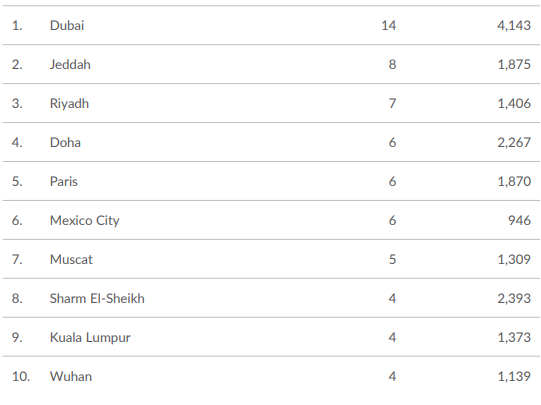 1. Dubai 14 4,143
2. Jeddah 8 1,875
3. Riyadh 7 1,406
4. Doha 6 2,267
5. Paris 6 1,870
6. Mexico City 6 946
7. Muscat 5 1,309
8. Sharm El-Sheikh 4 2,393
9. Kuala Lumpur 4 1,373
10. Wuhan 4 1,139